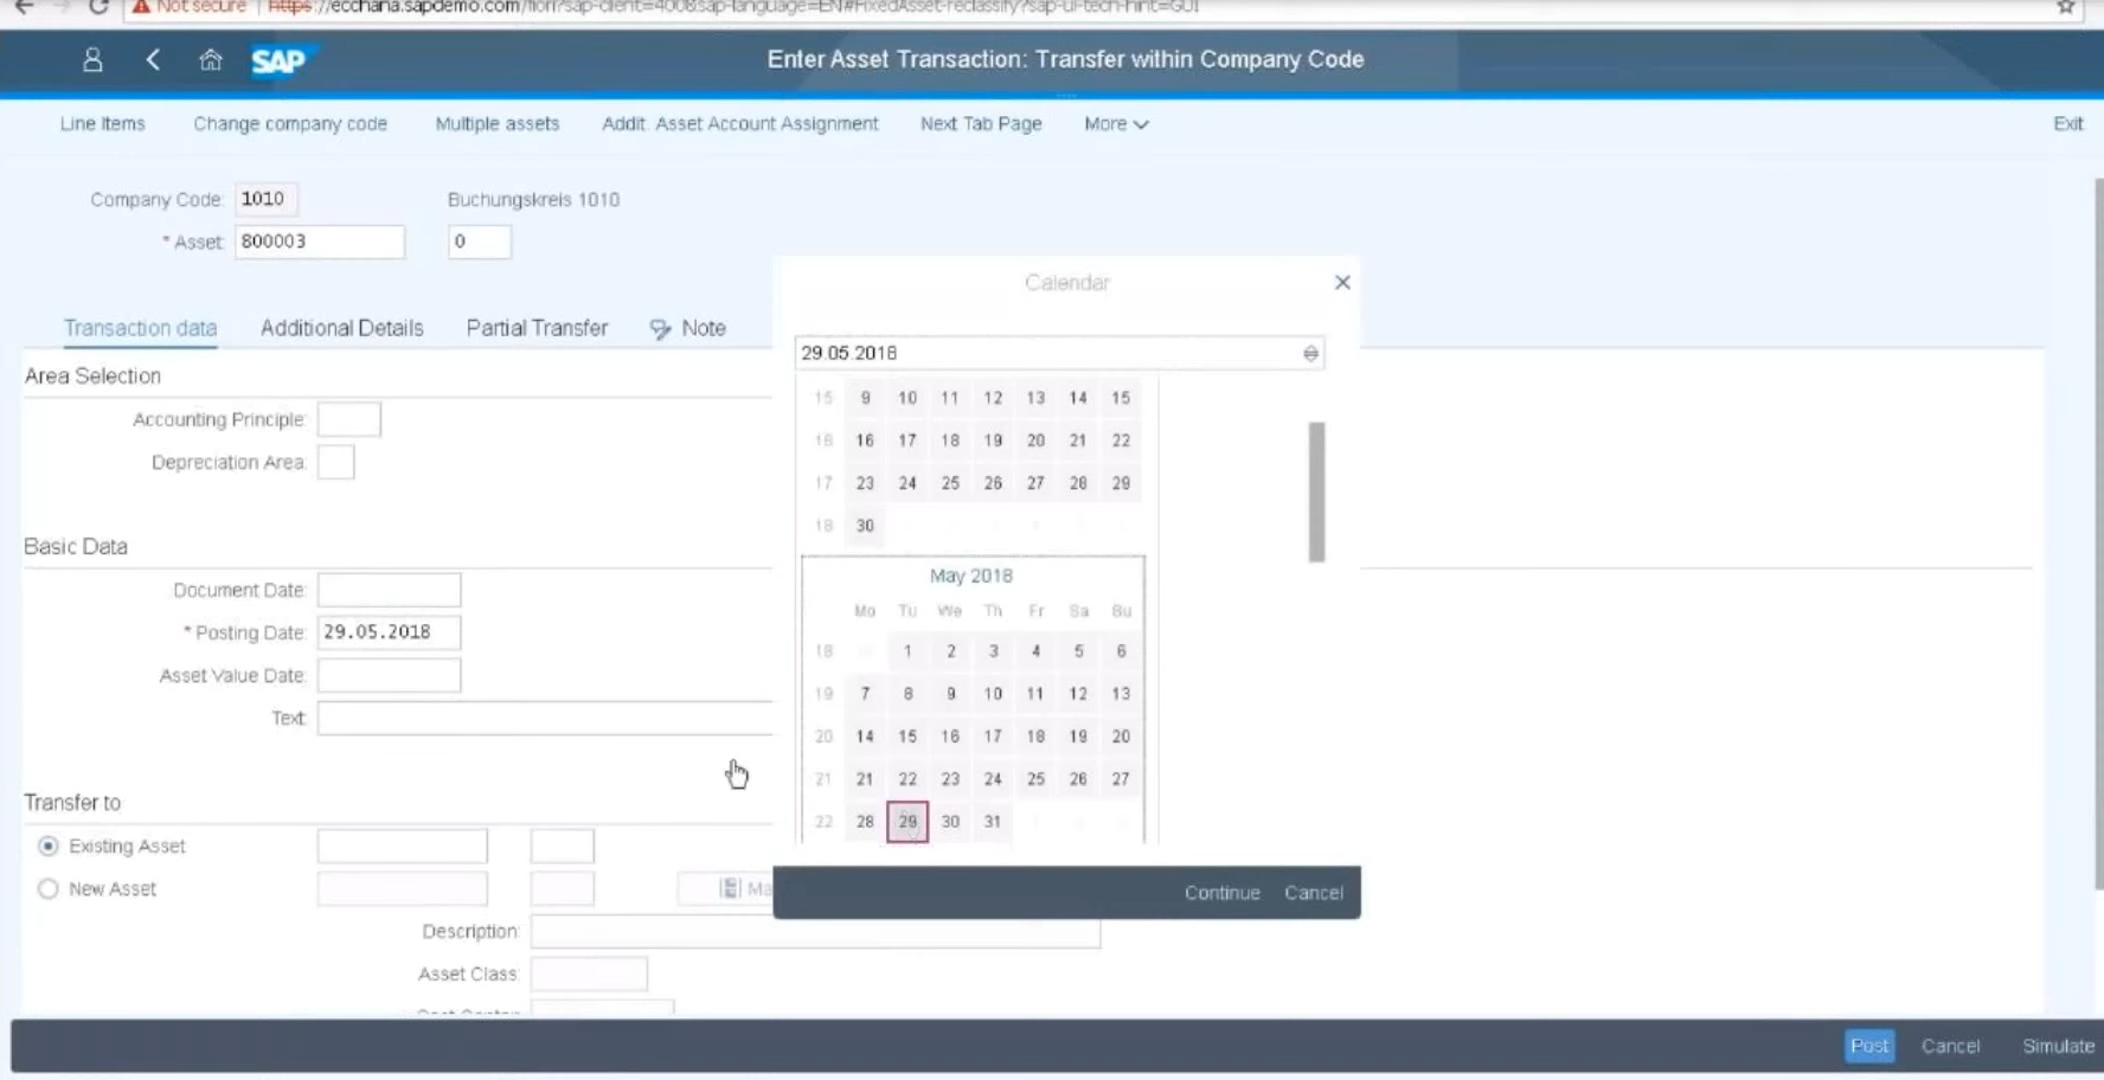 Not secure https://ecchana.sapdemo.com/fiori?sap-client=400&sap-language=EN#FixedAsset-reclassify?sap-ui-tech-hint=GUI
SAP
Enter Asset Transaction: Transfer within Company Code
Line Items Change company code Multiple assets Addit. Asset Account Assignment Next Tab Page More Exit
Company Code: 1010 Buchungskreis 1010
* Asset: 800003 0
Calendar
Transaction data Additional Details Partial Transfer Note
29.05.2018
Area Selection
15 9 10 11 12 13 14 15
Accounting Principle:
16 16 17 18 19 20 21 22
Depreciation Area:
17 23 24 25 26 27 28 29
18 30
Basic Data
May 2018
Document Date:
Mo Tu We Th Fr Sa Su
* Posting Date: 29.05.2018
18 1 2 3 4 5 6
Asset Value Date:
19 7 8 9 10 11 12 13
Text:
20 14 15 16 17 18 19 20
21 21 22 23 24 25 26 27
Transfer to
22 28 29 30 31
Existing Asset
New Asset Ma
Continue Cancel
Description:
Asset Class:
Post Cancel Simulate